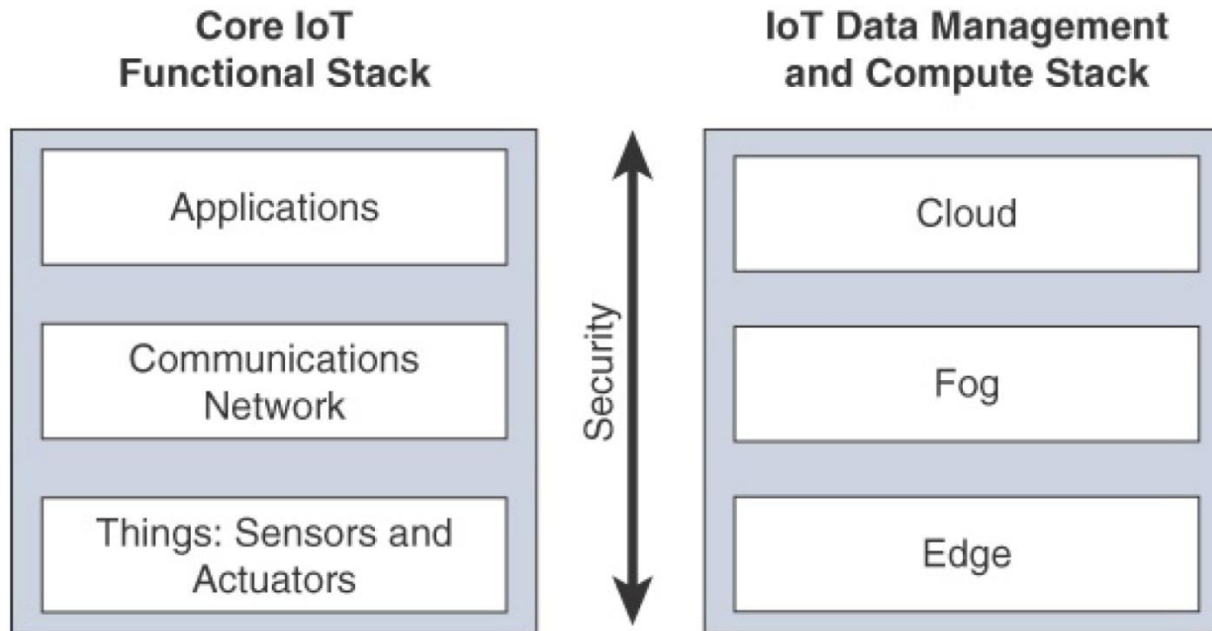 Core IoT
Functional Stack
Applications
Communications
Network
Things: Sensors and
Actuators
Security
IoT Data Management
and Compute Stack
Cloud
Fog
Edge